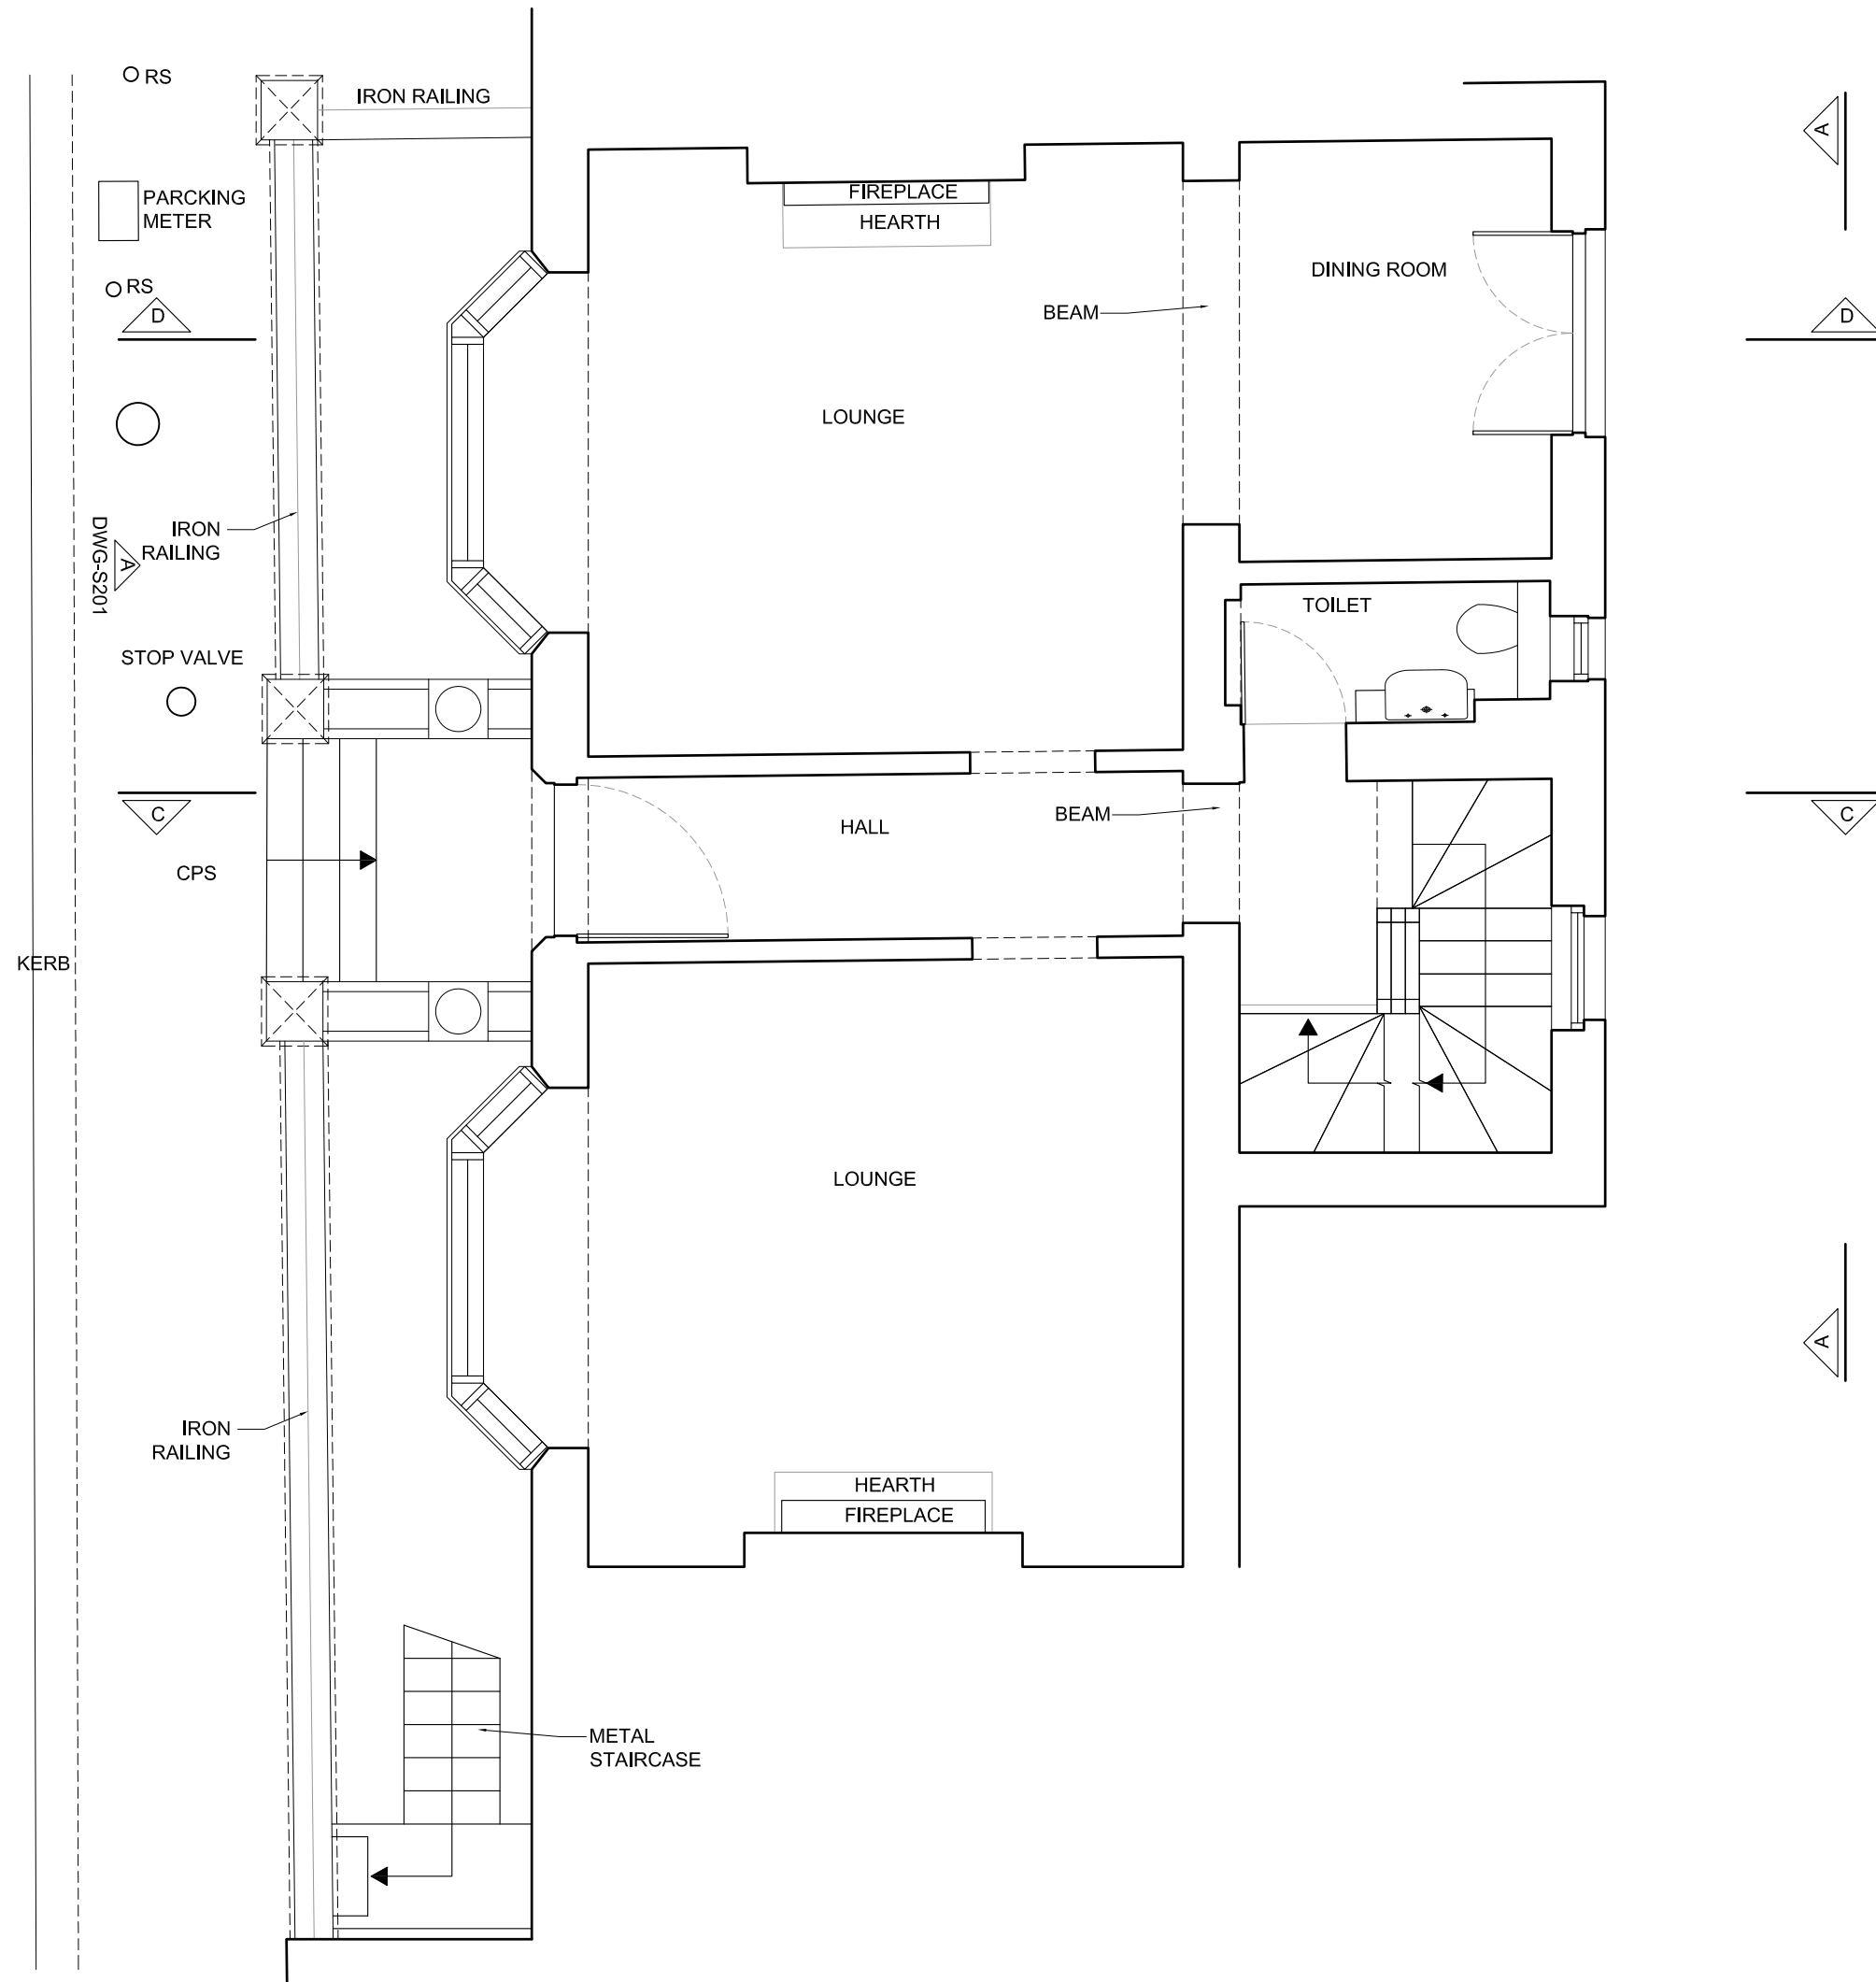 RS
IRON RAILING
A
PARCKING
METER
FIREPLACE
HEARTH
DINING ROOM
RS
BEAM
D
D
LOUNGE
IRON
RAILING
DWG-S201
A
TOILET
STOP VALVE
C
HALL
BEAM
C
CPS
KERB
LOUNGE
A
IRON
RAILING
HEARTH
FIREPLACE
METAL
STAIRCASE